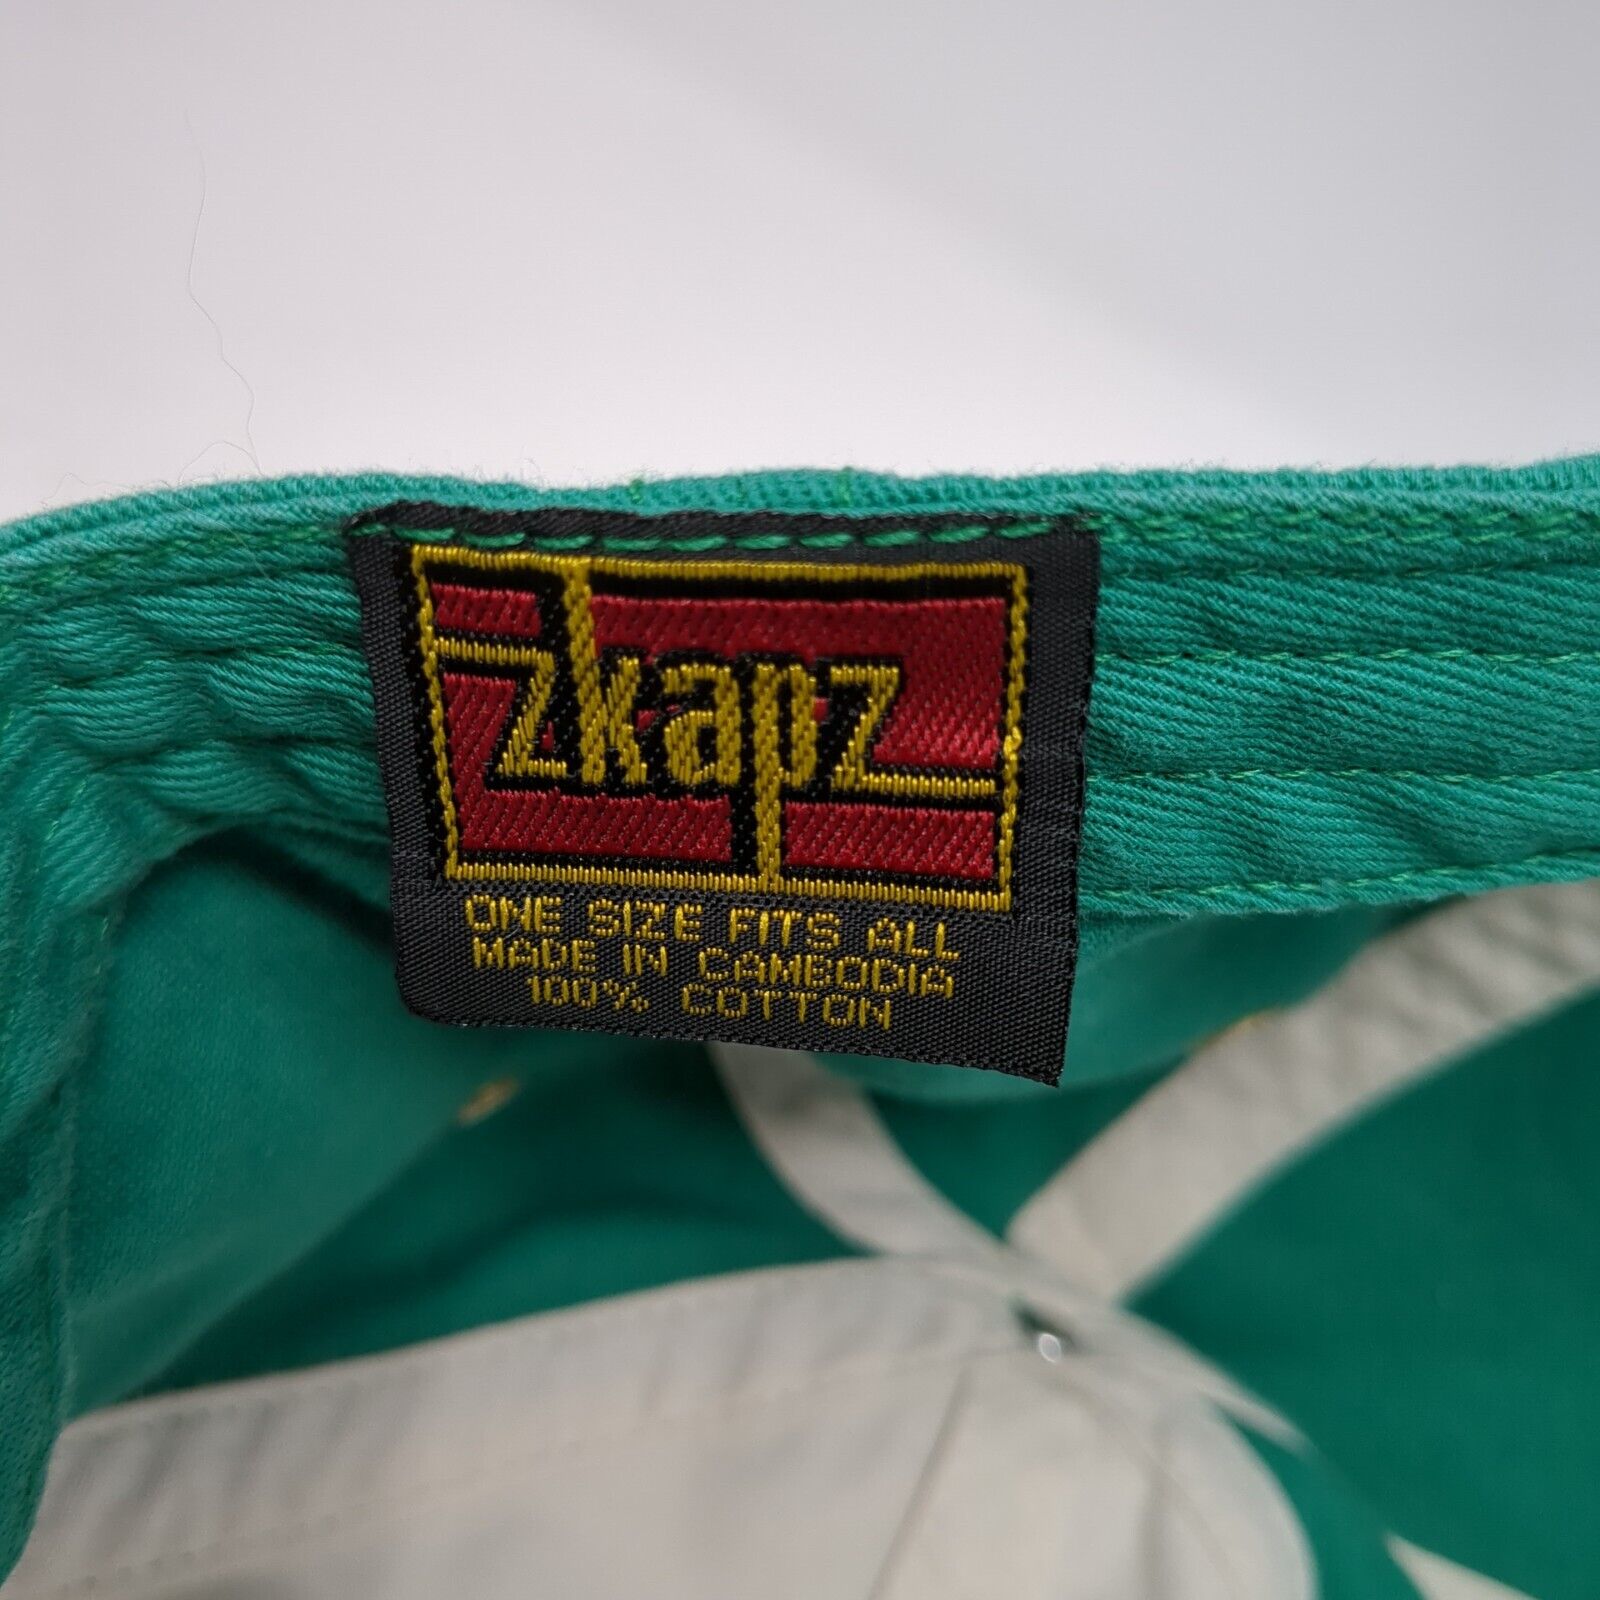 zkapz
ONE SIZE FITS ALL
MADE IN CAMBODIA
100% COTTON